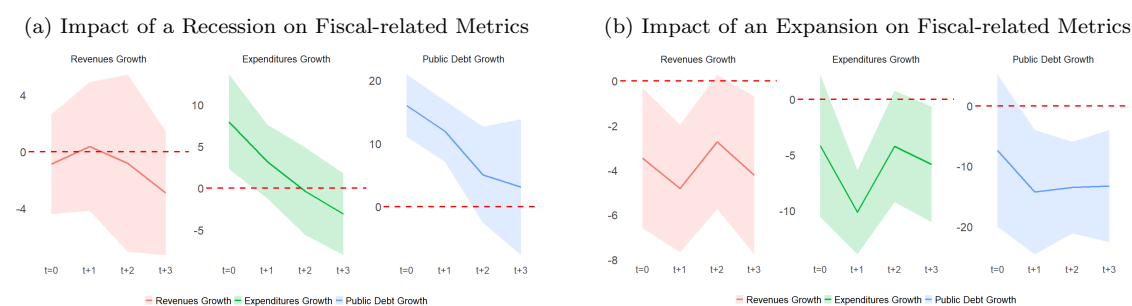 (a) Impact of a Recession on Fiscal-related Metrics
Revenues Growth
Expenditures Growth
Public Debt Growth
4
0
-4
10
5
0
-5
20
10
0
t=0 t+1 t+2 t+3
t=0 t+1 t+2 t+3
t=0 t+1 t+2 t+3
Revenues Growth Expenditures Growth Public Debt Growth
(b) Impact of an Expansion on Fiscal-related Metrics
Revenues Growth
Expenditures Growth
Public Debt Growth
0
-2
-4
-6
-8
0
-5
-10
0
-10
-20
t=0 t+1 t+2 t+3
t=0 t+1 t+2 t+3
t=0 t+1 t+2 t+3
Revenues Growth Expenditures Growth Public Debt Growth